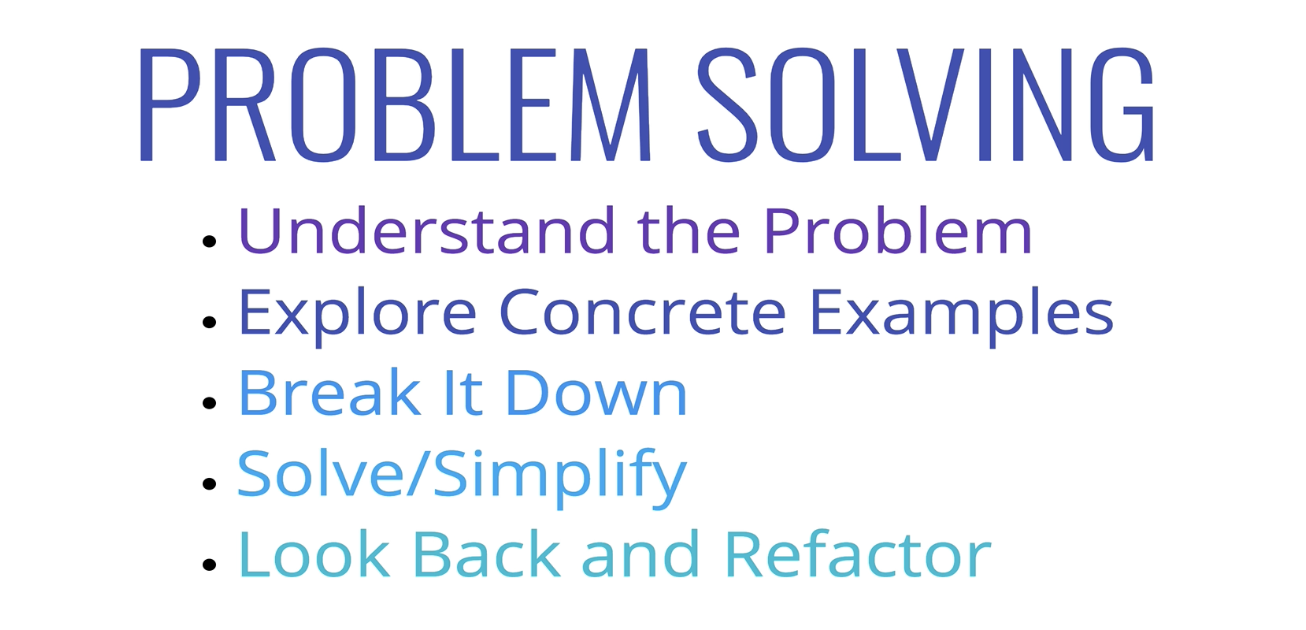 PROBLEM SOLVING
• Understand the Problem
• Explore Concrete Examples
• Break It Down
• Solve/Simplify
• Look Back and Refactor